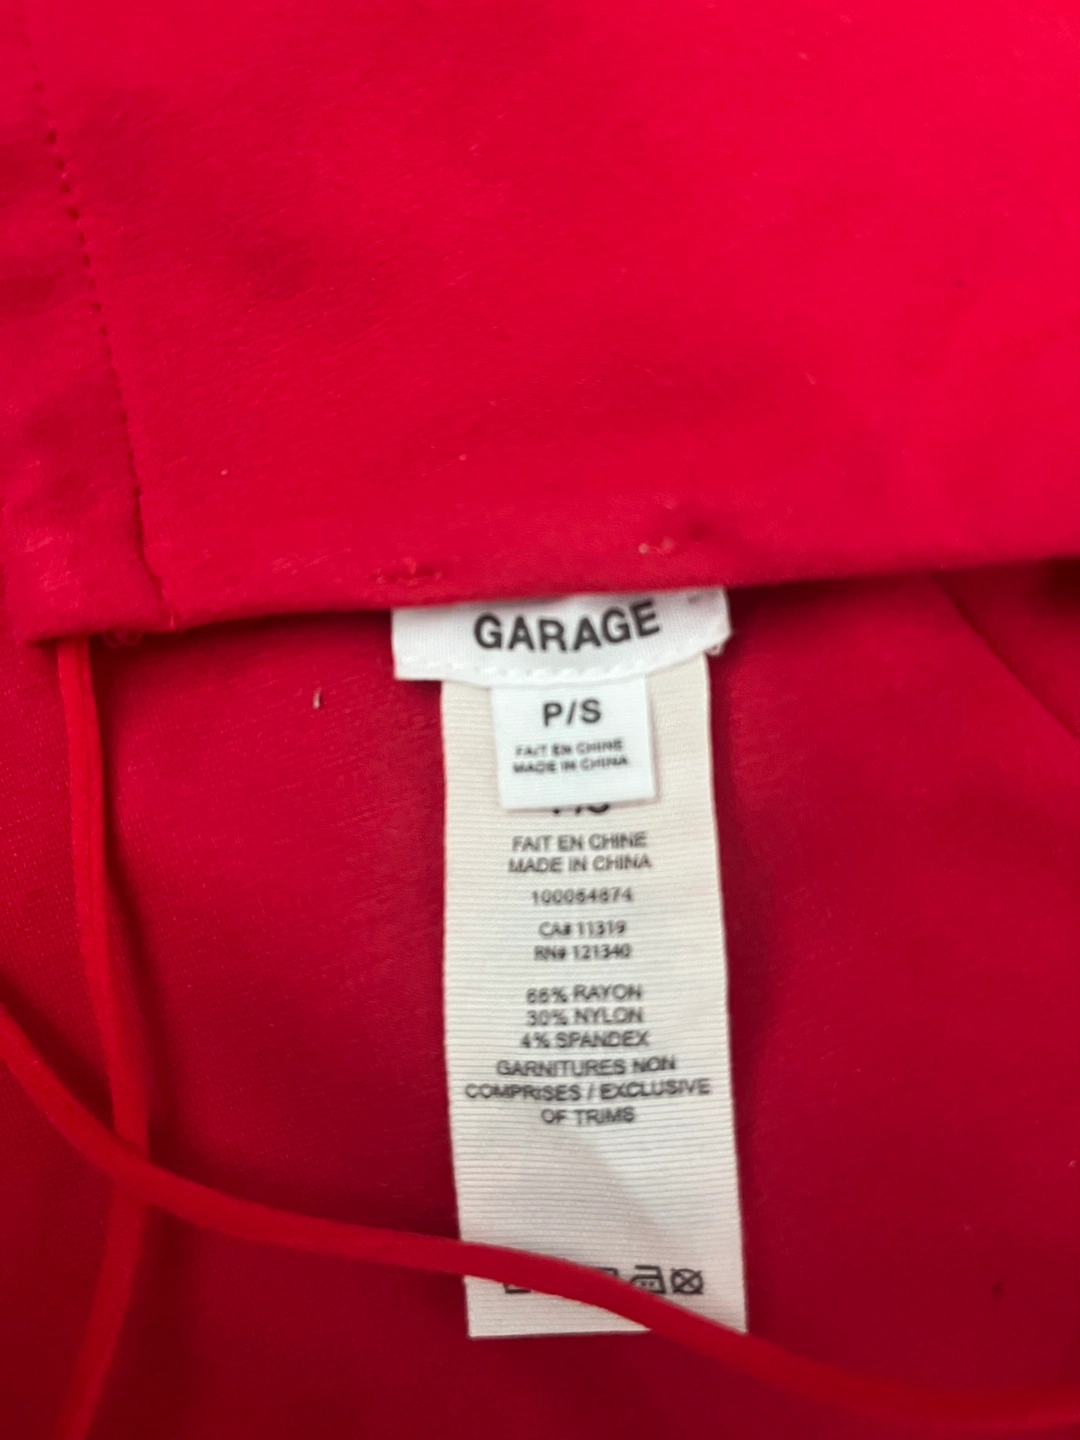 GARAGE
P/S
FAIT EN CHINE
MADE IN CHINA
FAIT EN CHINE
MADE IN CHINA
100064874
CA# 11319
RN# 121340
66% RAYON
30% NYLON
4% SPANDEX
GARNITURES NON
COMPRISES / EXCLUSIVE
OF TRIMS